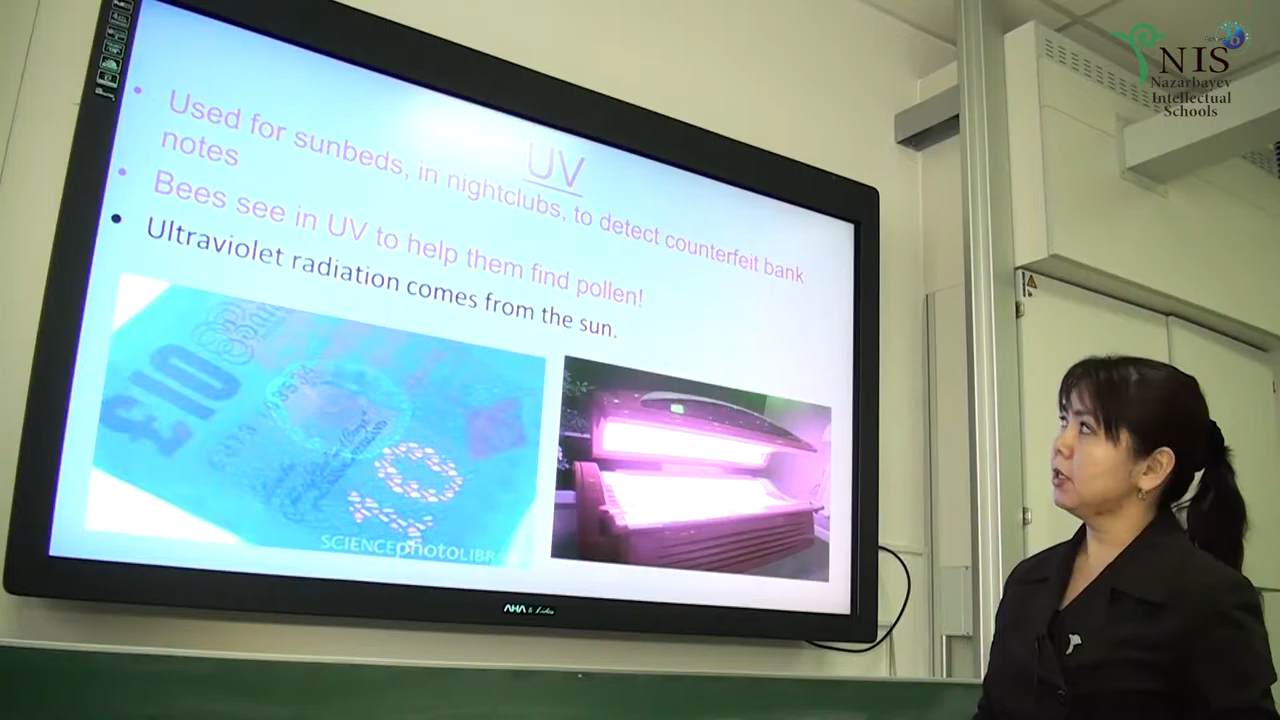 UV
• Used for sunbeds, in nightclubs, to detect counterfeit bank
notes
• Bees see in UV to help them find pollen!
• Ultraviolet radiation comes from the sun.
£10
10
SCIENCEphotoLIBR
AHA
NIS
Nazarbayev
Intellectual
Schools